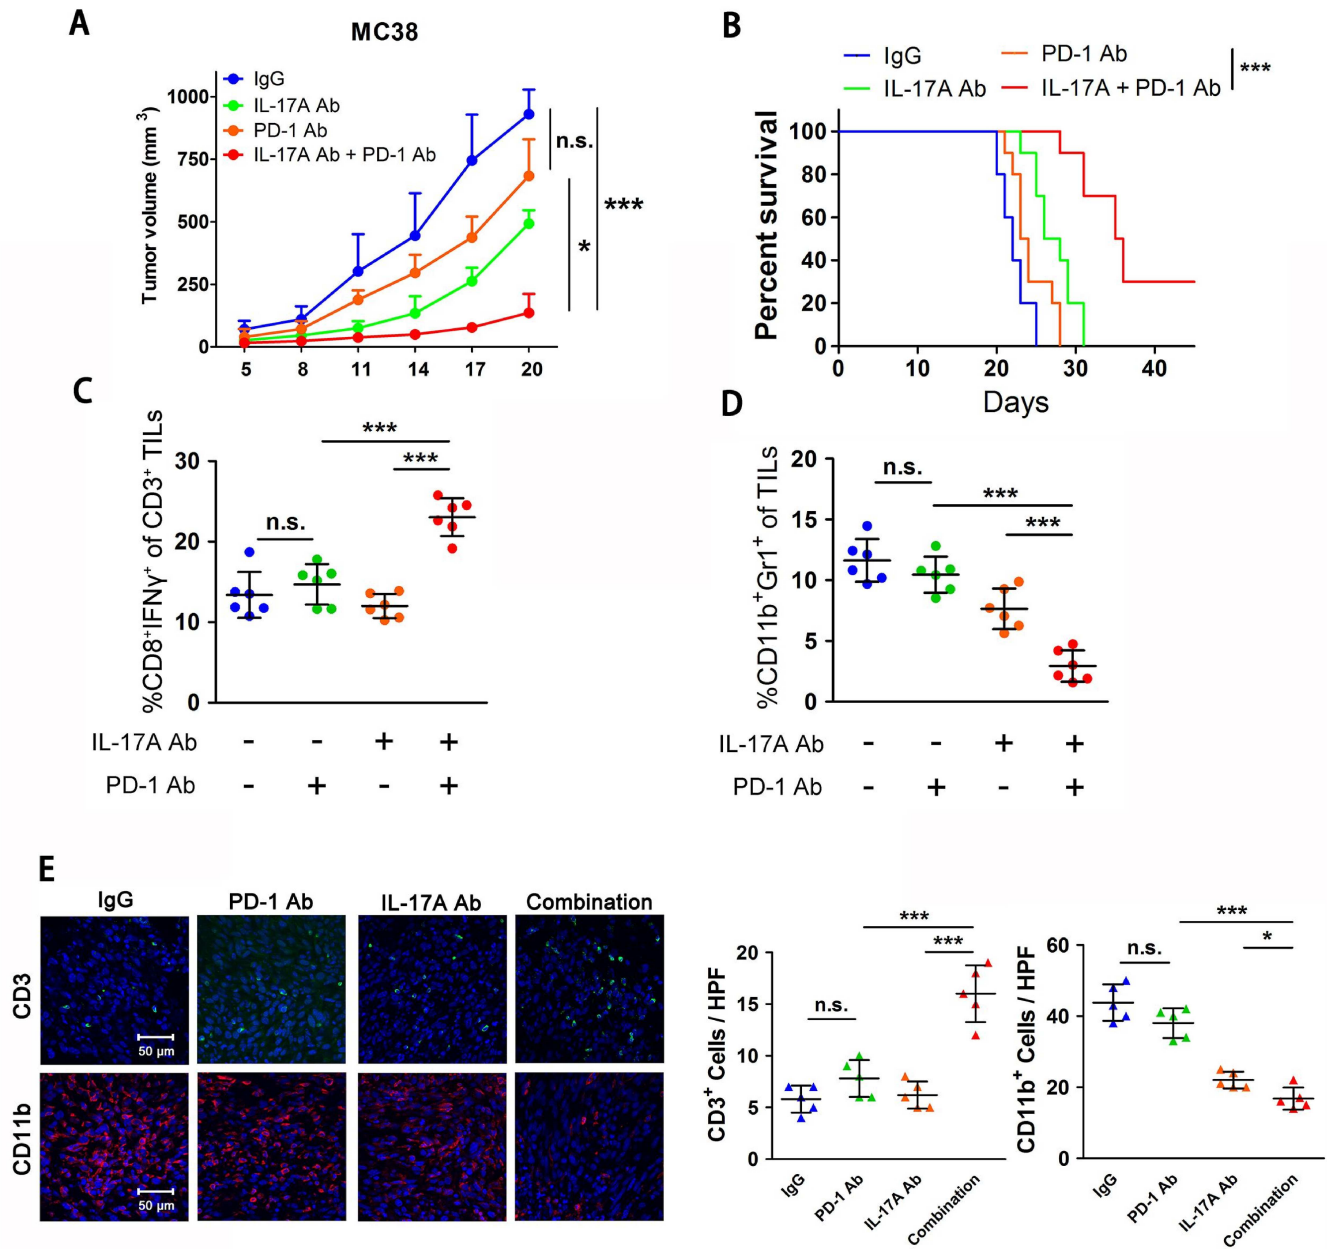 A
MC38
IgG
IL-17A Ab
PD-1 Ab
IL-17A Ab + PD-1 Ab
Tumor volume (mm 3)
1000
750
500
250
0
5 8 11 14 17 20
n.s.
*
***
B
IgG
PD-1 Ab
IL-17A Ab
IL-17A + PD-1 Ab
***
Percent survival
100
80
60
40
20
0
0 10 20 30 40
Days
C
%CD8+IFNγ+ of CD3+ TILs
30
20
10
0
n.s.
***
***
IL-17A Ab - - + +
PD-1 Ab - + - +
D
%CD11b+Gr1+ of TILs
20
15
10
5
0
n.s.
***
***
IL-17A Ab - - + +
PD-1 Ab - + - +
E
IgG
PD-1 Ab
IL-17A Ab
Combination
CD3
50 µm
CD11b
50 µm
CD3+ Cells / HPF
20
15
10
5
0
n.s.
***
***
IgG
PD-1 Ab
IL-17A Ab
Combination
CD11b+ Cells / HPF
60
40
20
0
n.s.
***
*
IgG
PD-1 Ab
IL-17A Ab
Combination